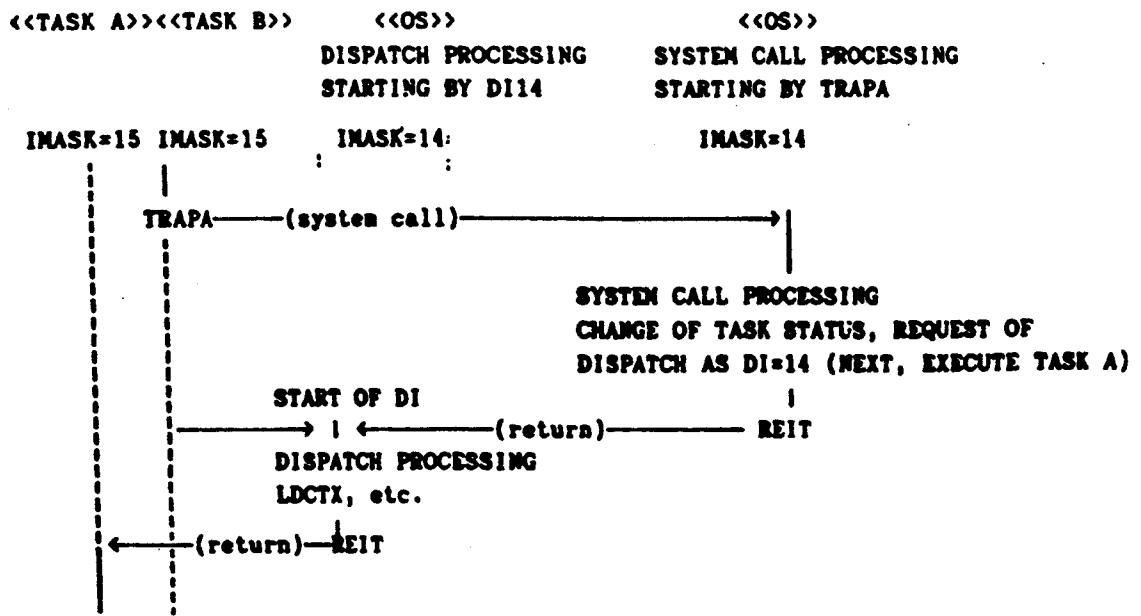 <<TASK A>><<TASK B>> <<OS>> <<OS>>
DISPATCH PROCESSING SYSTEM CALL PROCESSING
STARTING BY DI14 STARTING BY TRAPA
IMASK=15 IMASK=15 IMASK=14 IMASK=14
TRAPA (system call)
SYSTEM CALL PROCESSING
CHANGE OF TASK STATUS, REQUEST OF
DISPATCH AS DI=14 (NEXT, EXECUTE TASK A)
START OF DI
(return) REIT
DISPATCH PROCESSING
LDCTX, etc.
(return) REIT